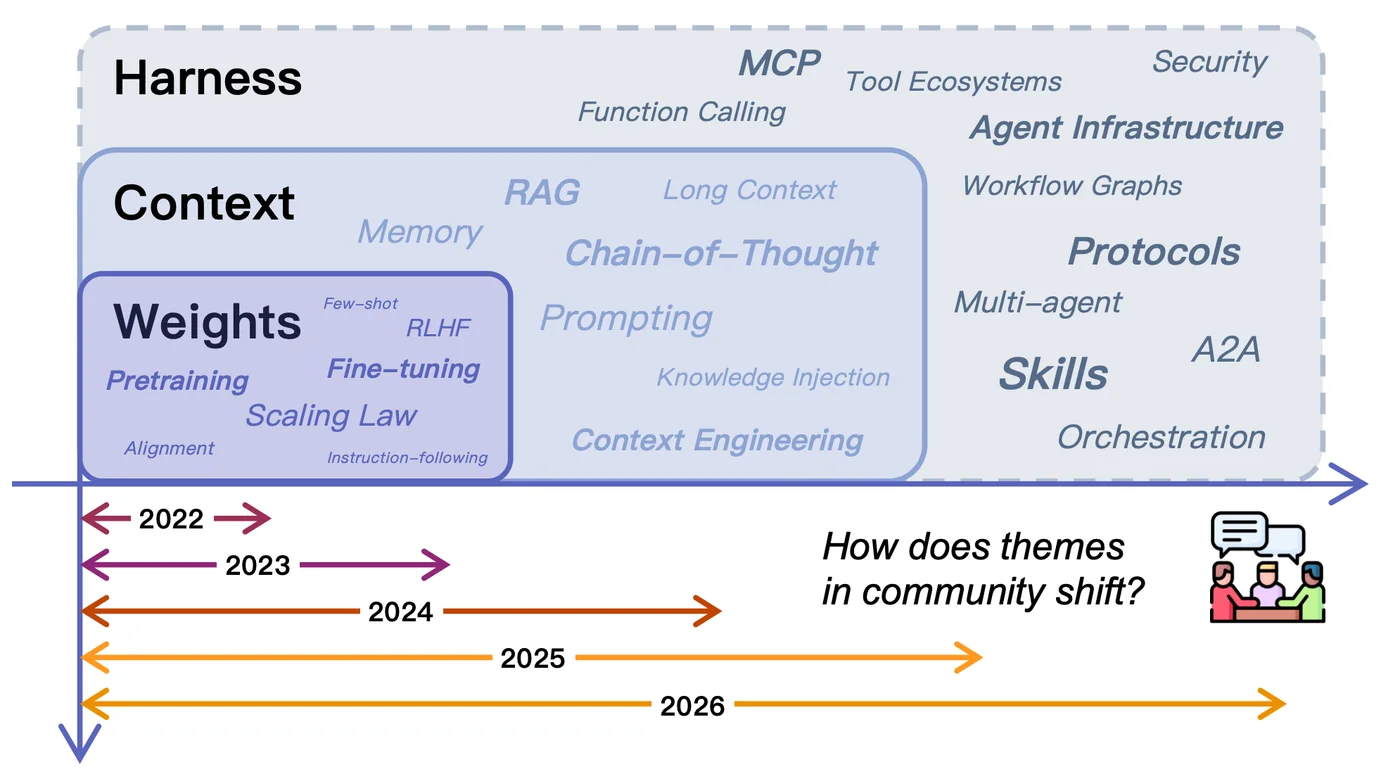 Harness
MCP
Tool Ecosystems
Security
Function Calling
Agent Infrastructure
Context
RAG
Long Context
Workflow Graphs
Memory
Chain-of-Thought
Protocols
Weights
Few-shot
RLHF
Prompting
Multi-agent
Pretraining
Fine-tuning
Knowledge Injection
Skills
A2A
Scaling Law
Alignment
Instruction-following
Context Engineering
Orchestration
2022
2023
2024
2025
2026
How does themes
in community shift?